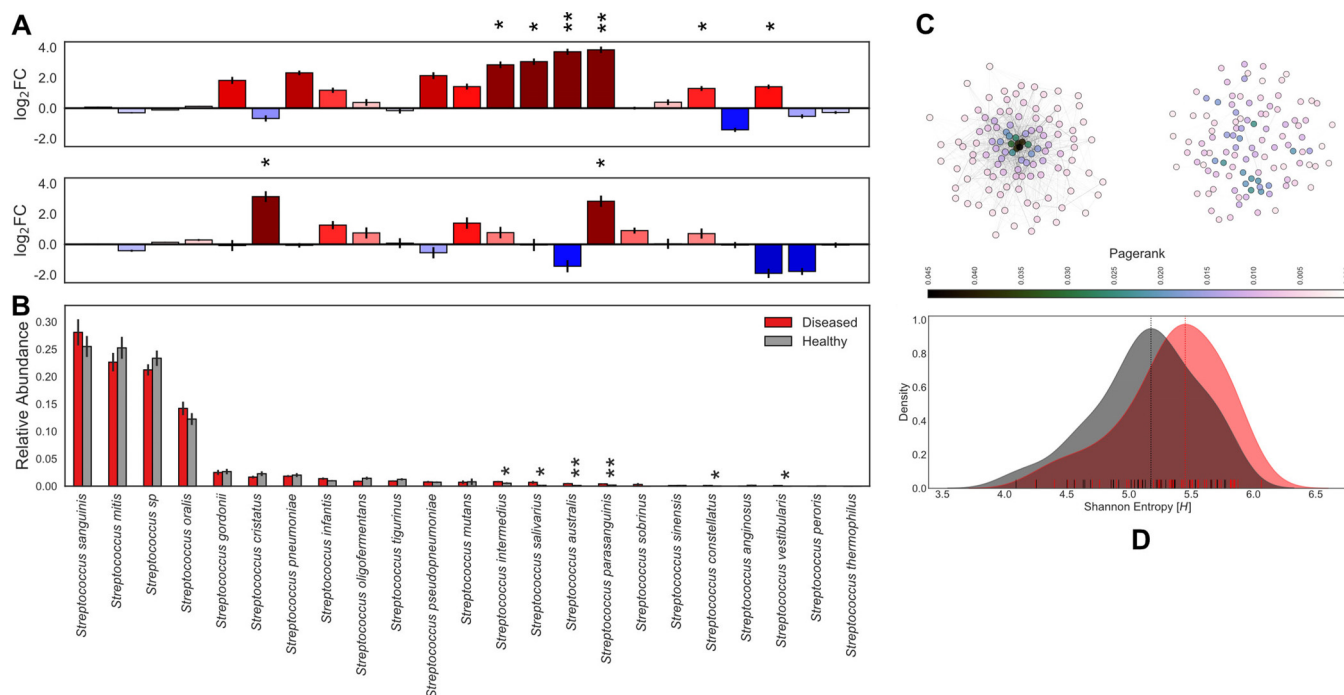 A
* * ** ** * *
log2FC
4.0
2.0
0.0
-2.0
* *
log2FC
4.0
2.0
0.0
-2.0
B
Relative Abundance
0.30
0.25
0.20
0.15
0.10
0.05
0.00
Diseased
Healthy
* * ** ** * *
Streptococcus sanguinis
Streptococcus mitis
Streptococcus sp
Streptococcus oralis
Streptococcus gordonii
Streptococcus cristatus
Streptococcus pneumoniae
Streptococcus infantis
Streptococcus oligofermentans
Streptococcus tigurinus
Streptococcus pseudopneumoniae
Streptococcus mutans
Streptococcus intermedius
Streptococcus salivarius
Streptococcus australis
Streptococcus parasanguinis
Streptococcus sobrinus
Streptococcus sinensis
Streptococcus constellatus
Streptococcus anginosus
Streptococcus vestibularis
Streptococcus peroris
Streptococcus thermophilus
C
Pagerank
0.045 0.040 0.035 0.030 0.025 0.020 0.015 0.010 0.005
1.0
0.8
0.6
0.4
0.2
0.0
Density
3.5 4.0 4.5 5.0 5.5 6.0 6.5
Shannon Entropy [H]
D